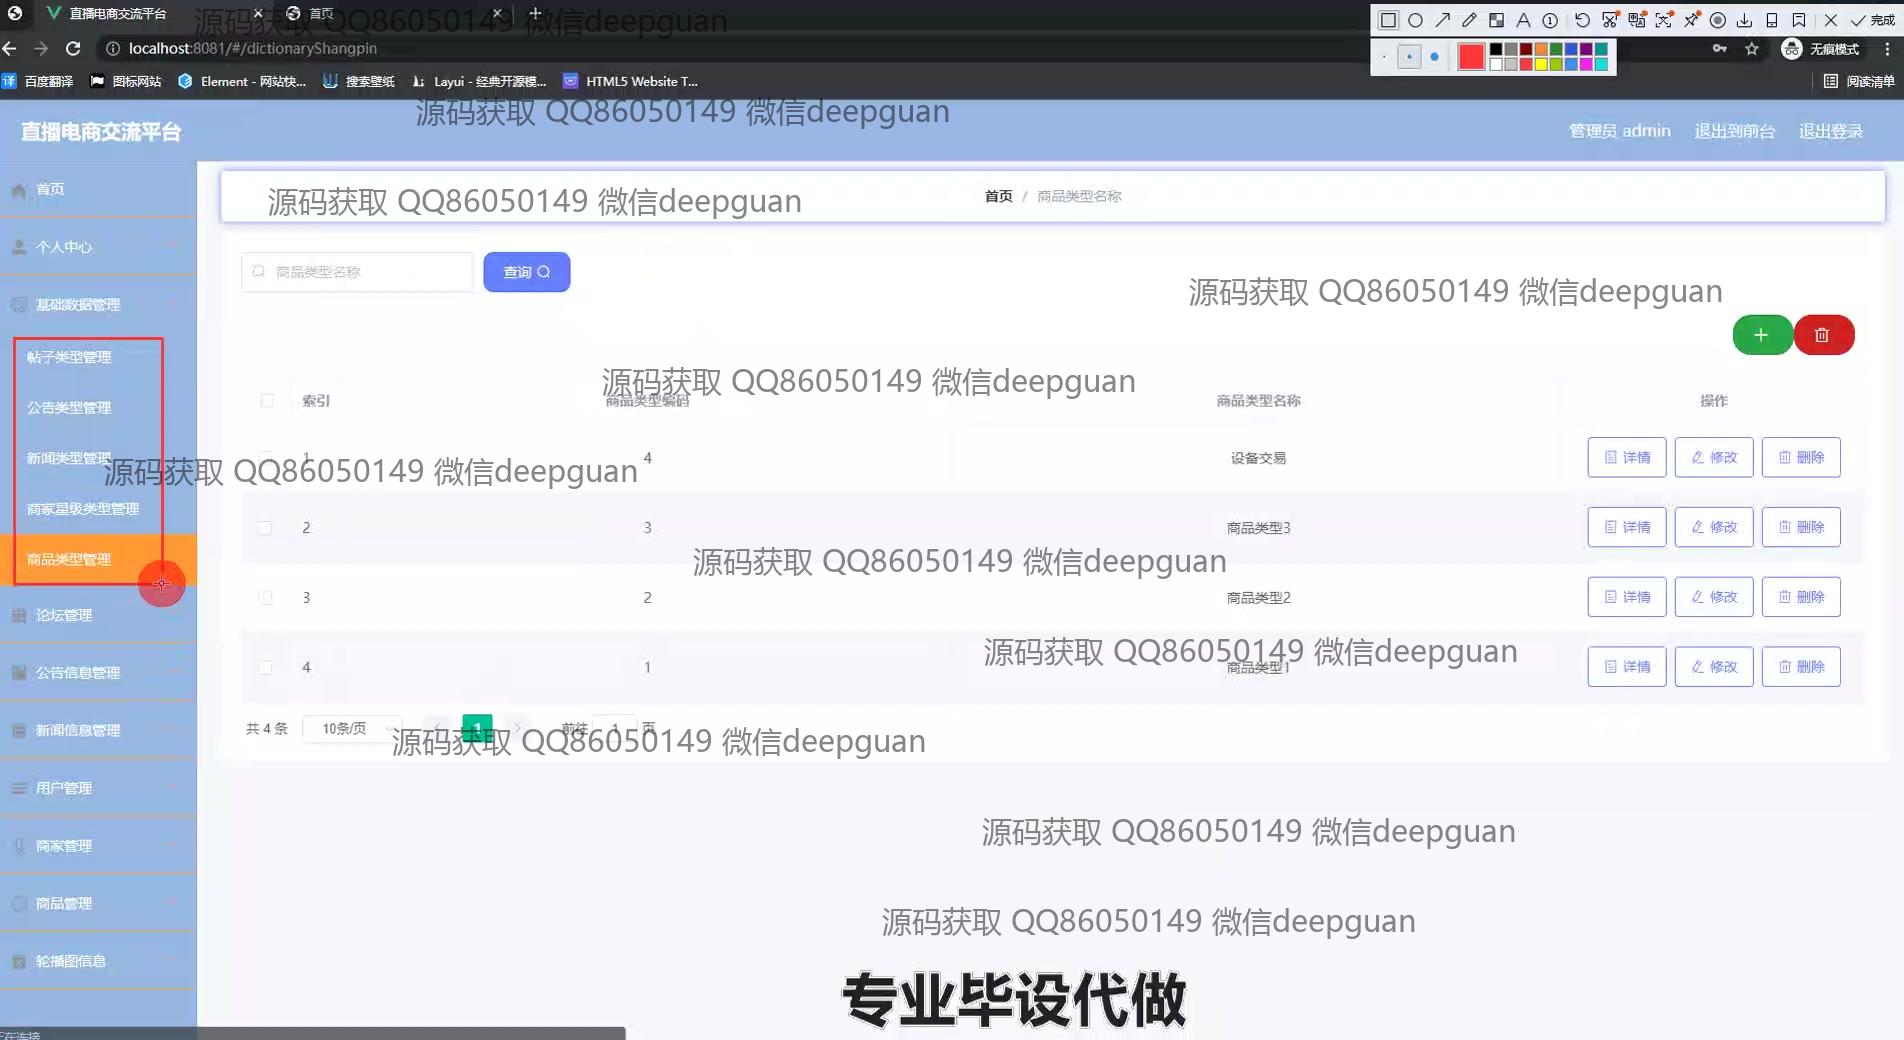 直播电商交流平台
首页
源码获取 QQ86050149 微信deepguan
完成
localhost:8081/#/dictionaryShangpin
无痕模式
译 百度翻译 图标网站 Element - 网站快... 搜索壁纸 Layui - 经典开源模... HTML5 Website T...
阅读清单
源码获取 QQ86050149 微信deepguan
直播电商交流平台
管理员 admin 退出到前台 退出登录
首页
源码获取 QQ86050149 微信deepguan
首页 / 商品类型名称
个人中心
商品类型名称
查询
源码获取 QQ86050149 微信deepguan
基础数据管理
帖子类型管理
源码获取 QQ86050149 微信deepguan
公告类型管理
索引 商品类型编码 商品类型名称 操作
新闻类型管理
1 4 设备交易 详情 修改 删除
源码获取 QQ86050149 微信deepguan
商家星级类型管理
2 3 商品类型3 详情 修改 删除
商品类型管理
源码获取 QQ86050149 微信deepguan
3 2 商品类型2 详情 修改 删除
论坛管理
源码获取 QQ86050149 微信deepguan
4 1 商品类型1 详情 修改 删除
公告信息管理
新闻信息管理
共 4 条 10条/页 1 前往 1 页
源码获取 QQ86050149 微信deepguan
用户管理
源码获取 QQ86050149 微信deepguan
商家管理
商品管理
源码获取 QQ86050149 微信deepguan
轮播图信息
专业毕设代做